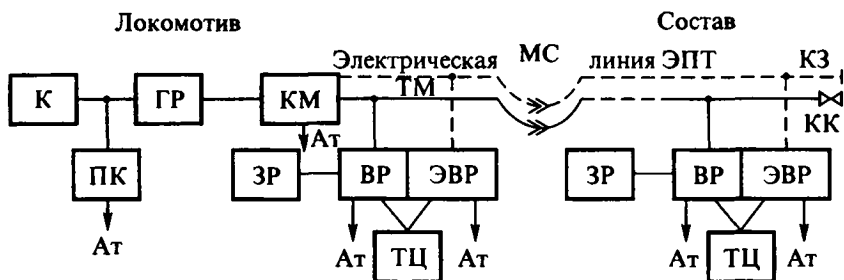 Локомотив
Состав
Электрическая МС линия ЭПТ КЗ
К ГР КМ ТМ КК
Ат
ПК ЗР ВР ЭВР ЗР ВР ЭВР
Ат Ат ТЦ Ат Ат ТЦ Ат